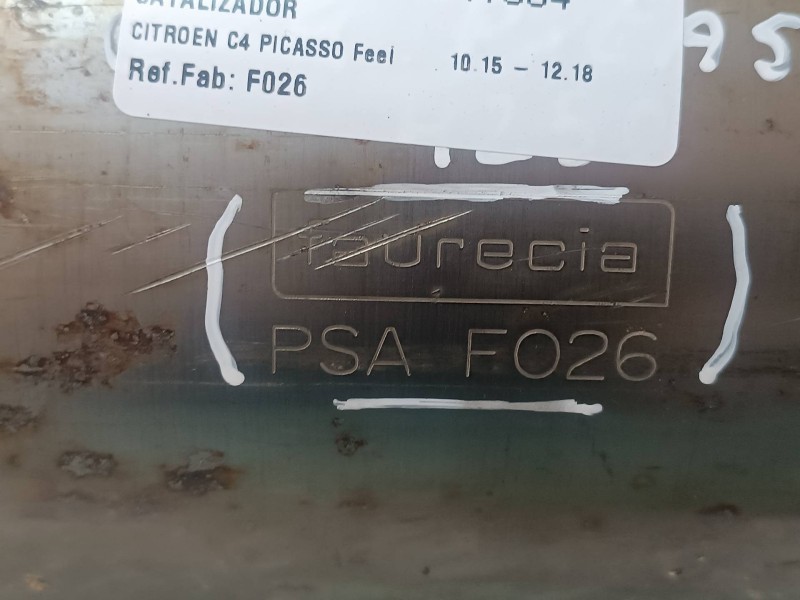 CATALIZADOR
CITROEN C4 PICASSO Feel 10.15 - 12.18
Ref.Fab: F026
faurecia
PSA F026